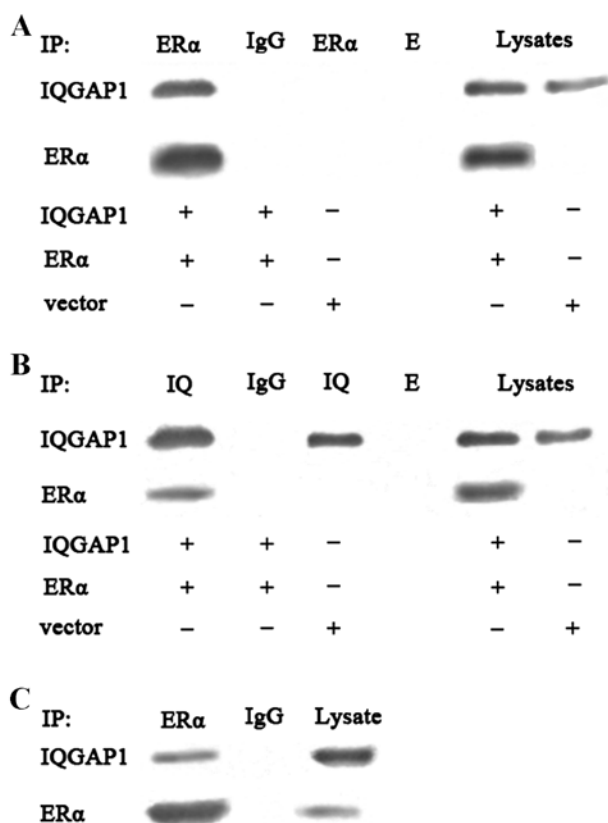 A
IP: ERα IgG ERα E Lysates
IQGAP1
ERα
IQGAP1 + + − + −
ERα + + − + −
vector − − + − +
B
IP: IQ IgG IQ E Lysates
IQGAP1
ERα
IQGAP1 + + − + −
ERα + + − + −
vector − − + − +
C
IP: ERα IgG Lysate
IQGAP1
ERα